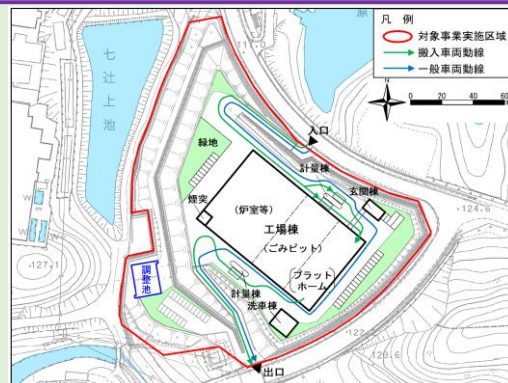 凡 例
対象事業実施区域
搬入車両動線
一般車両動線
0 20 40 60
七辻上池
原
入口
緑地
計量棟
玄関棟
煙突
(炉室等)
工場棟
(ごみピット)
プラット
ホーム
調整池
計量棟
洗車棟
出口
W
W
・124.8
・127.1